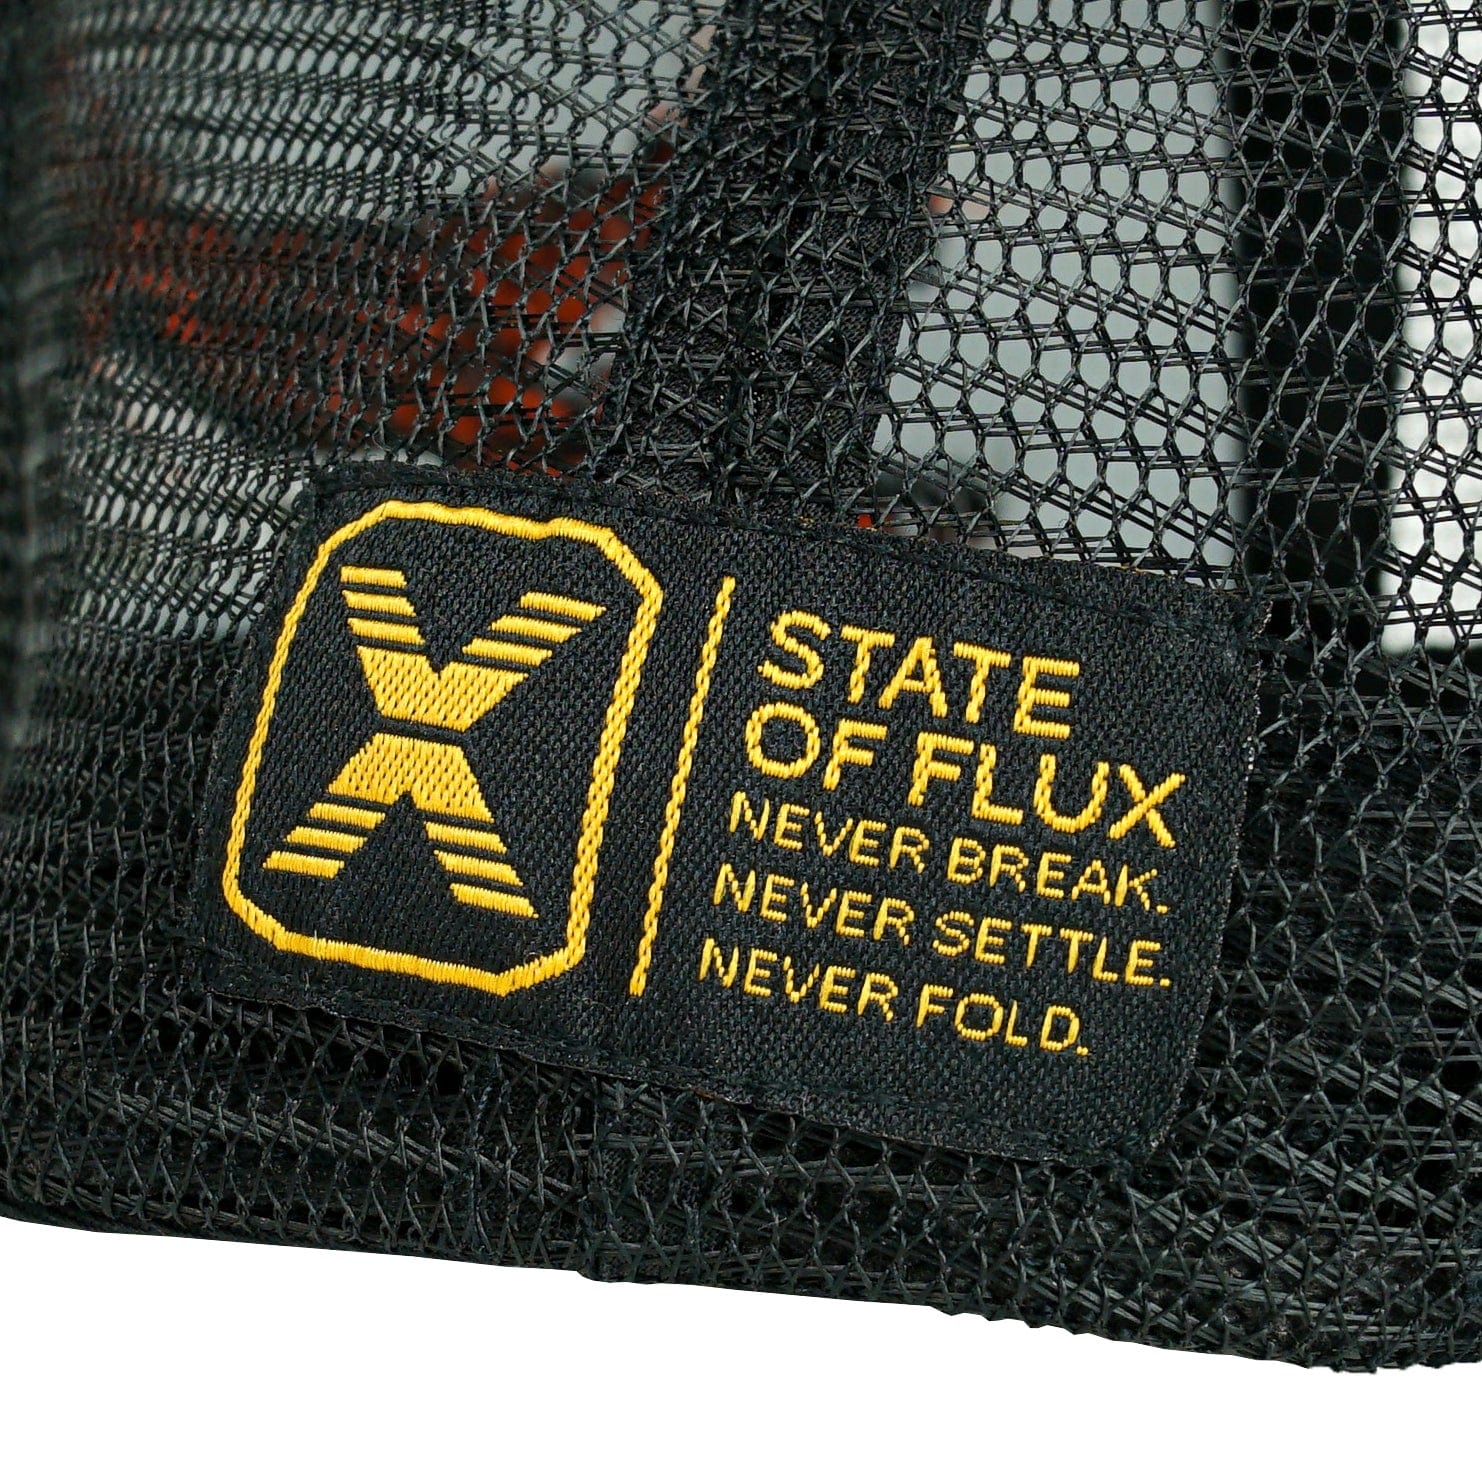 X
STATE
OF FLUX
NEVER BREAK.
NEVER SETTLE.
NEVER FOLD.